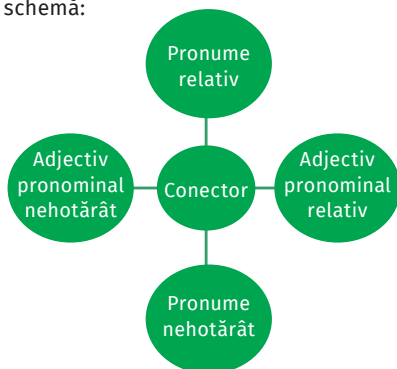 schemă:
Pronume
relativ
Adjectiv
pronominal
nehotărât
Conector
Adjectiv
pronominal
relativ
Pronume
nehotărât